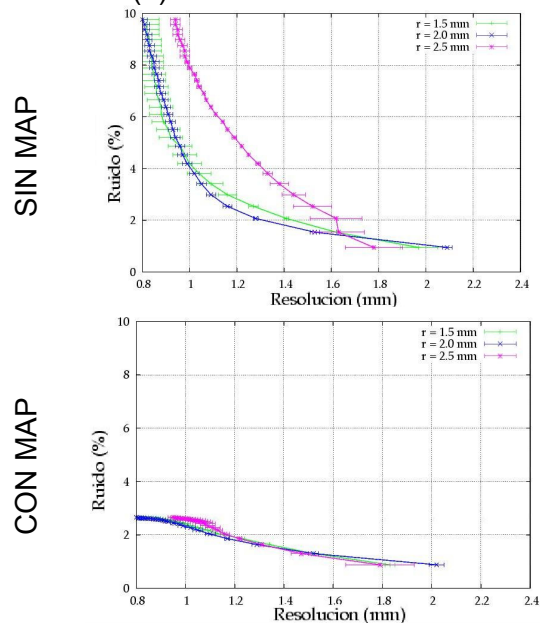 SIN MAP
Ruido (%)
10
8
6
4
2
0
r = 1.5 mm
r = 2.0 mm
r = 2.5 mm
0.8 1 1.2 1.4 1.6 1.8 2 2.2 2.4
Resolucion (mm)
CON MAP
Ruido (%)
10
8
6
4
2
0
r = 1.5 mm
r = 2.0 mm
r = 2.5 mm
0.8 1 1.2 1.4 1.6 1.8 2 2.2 2.4
Resolucion (mm)